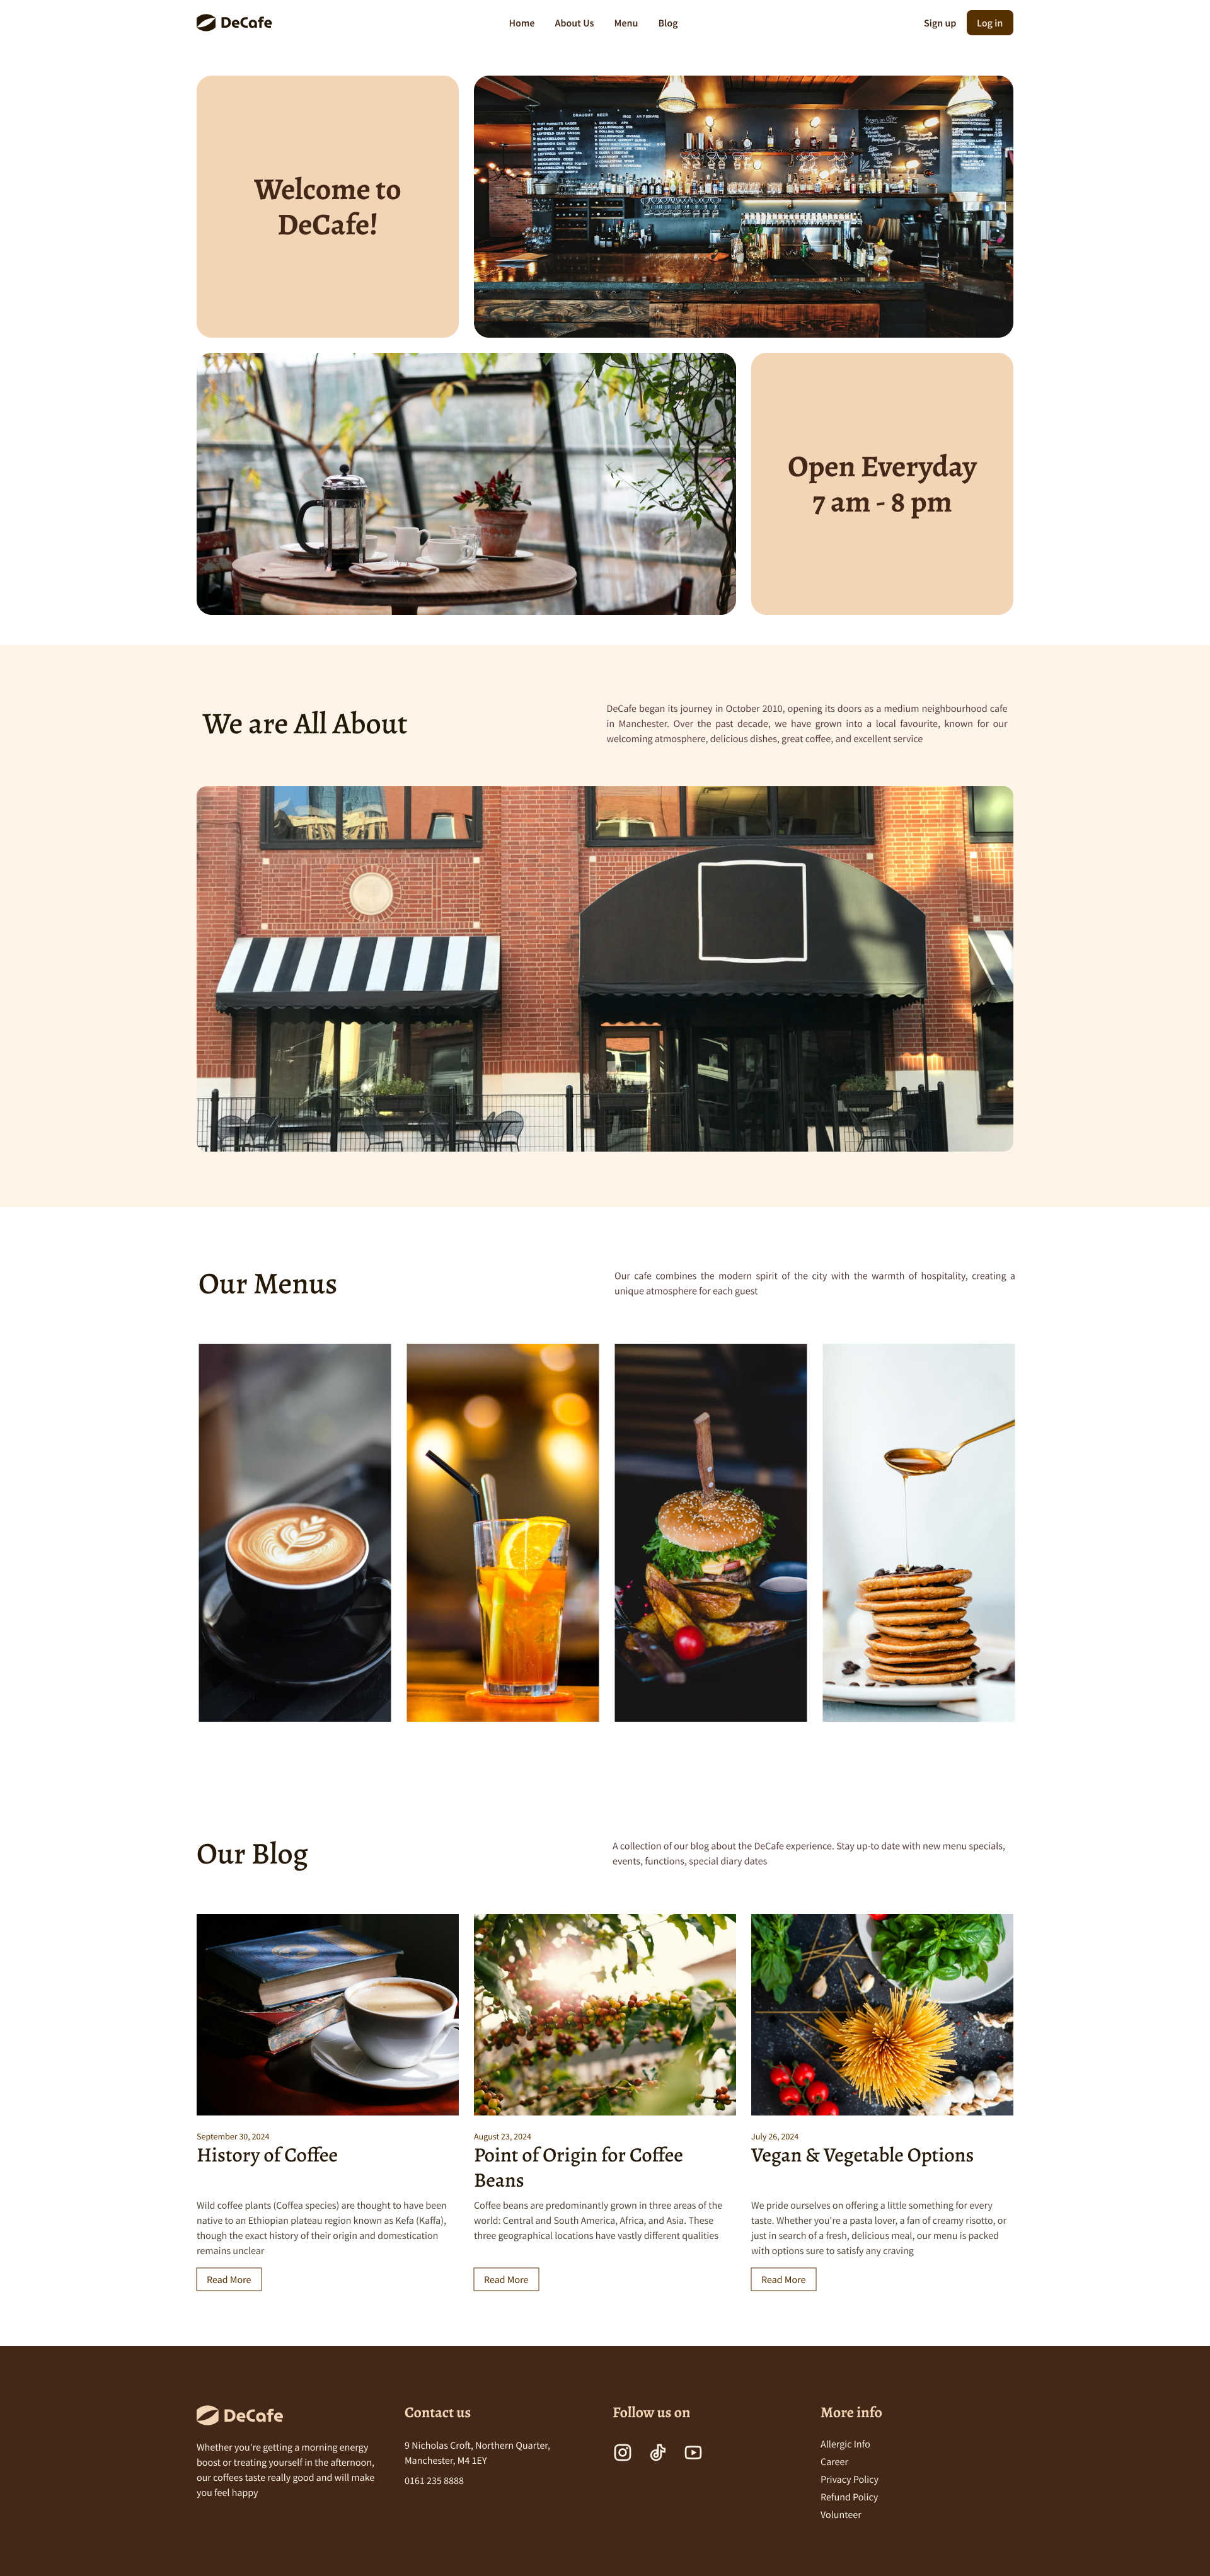 DeCafe
Home
About Us
Menu
Blog
Sign up
Log in
Welcome to
DeCafe!
DRAUGHT BEER
COFFEE
Open Everyday
7 am - 8 pm
We are All About
DeCafe began its journey in October 2010, opening its doors as a medium neighbourhood cafe
in Manchester. Over the past decade, we have grown into a local favourite, known for our
welcoming atmosphere, delicious dishes, great coffee, and excellent service
Our Menus
Our cafe combines the modern spirit of the city with the warmth of hospitality, creating a
unique atmosphere for each guest
Our Blog
A collection of our blog about the DeCafe experience. Stay up-to date with new menu specials,
events, functions, special diary dates
September 30, 2024
History of Coffee
Wild coffee plants (Coffea species) are thought to have been
native to an Ethiopian plateau region known as Kefa (Kaffa),
though the exact history of their origin and domestication
remains unclear
Read More
August 23, 2024
Point of Origin for Coffee
Beans
Coffee beans are predominantly grown in three areas of the
world: Central and South America, Africa, and Asia. These
three geographical locations have vastly different qualities
Read More
July 26, 2024
Vegan & Vegetable Options
We pride ourselves on offering a little something for every
taste. Whether you're a pasta lover, a fan of creamy risotto, or
just in search of a fresh, delicious meal, our menu is packed
with options sure to satisfy any craving
Read More
DeCafe
Whether you're getting a morning energy
boost or treating yourself in the afternoon,
our coffees taste really good and will make
you feel happy
Contact us
9 Nicholas Croft, Northern Quarter,
Manchester, M4 1EY
0161 235 8888
Follow us on
More info
Allergic Info
Career
Privacy Policy
Refund Policy
Volunteer